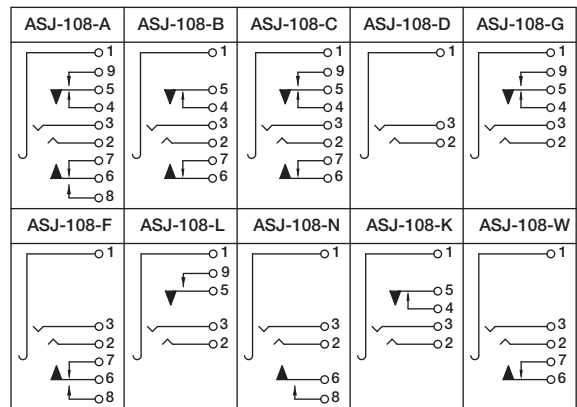 ASJ-108-A ASJ-108-B ASJ-108-C ASJ-108-D ASJ-108-G
1 1 1 1 1
9 9 9
5 5 5 5
4 4 4 4
3 3 3 3 3
2 2 2 2 2
7 7 7
6 6 6
8
ASJ-108-F ASJ-108-L ASJ-108-N ASJ-108-K ASJ-108-W
1 1 1 1 1
9
5 5
4
3 3 3 3 3
2 2 2 2 2
7 7
6 6 6
8 8